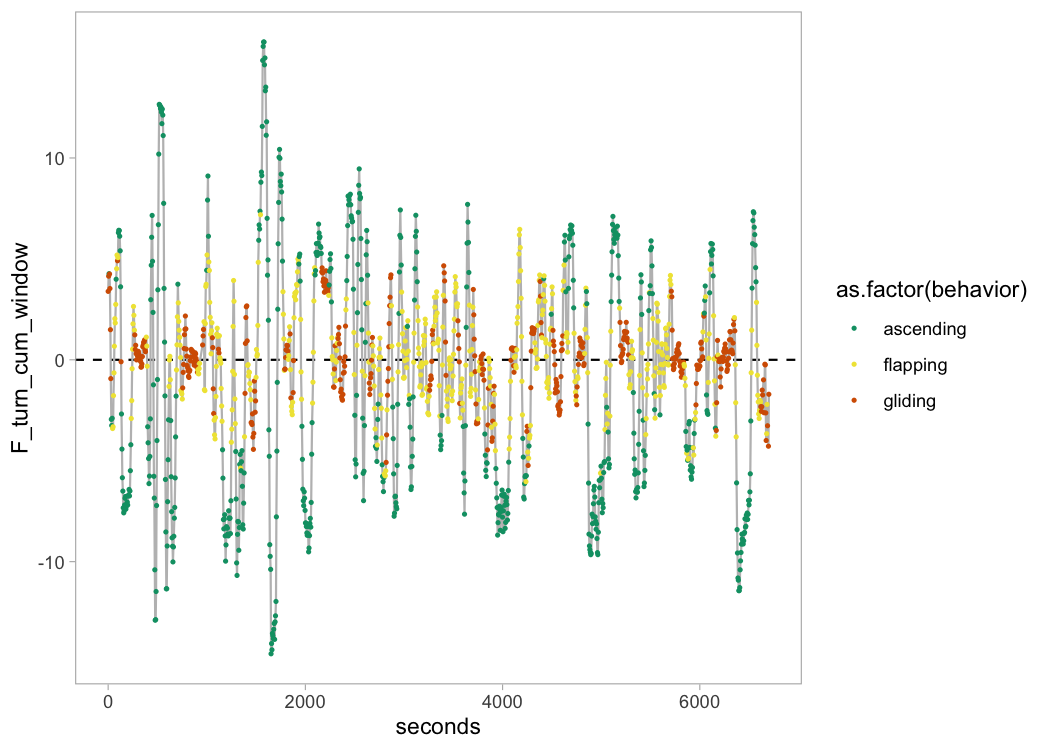 F_turn_cum_window
10
0
-10
0
2000
4000
6000
seconds
as.factor(behavior)
ascending
flapping
gliding